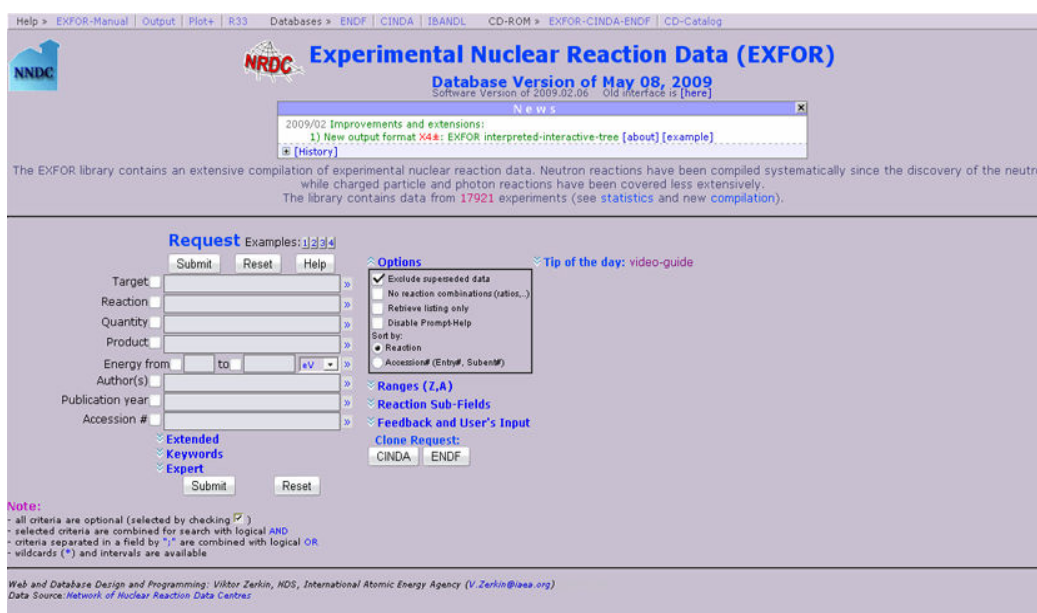 Help » EXFOR-Manual | Output | Plot+ | R33 Databases » ENDF | CINDA | IBANDL CD-ROM » EXFOR-CINDA-ENDF | CD-Catalog
NNDC
NRDC
Experimental Nuclear Reaction Data (EXFOR)
Database Version of May 08, 2009
Software Version of 2009.02.06 Old interface is [here]
News
2009/02 Improvements and extensions:
1) New output format X4±: EXFOR interpreted-interactive-tree [about] [example]
[History]
The EXFOR library contains an extensive compilation of experimental nuclear reaction data. Neutron reactions have been compiled systematically since the discovery of the neutr
while charged particle and photon reactions have been covered less extensively.
The library contains data from 17921 experiments (see statistics and new compilation).
Request Examples: 1 2 3 4
Submit Reset Help
Target »
Reaction »
Quantity »
Product »
Energy from to eV »
Author(s) »
Publication year »
Accession # »
Extended
Keywords
Expert
Submit Reset
Options
Exclude superseded data
No reaction combinations (ratios,..)
Retrieve listing only
Disable Prompt-Help
Sort by:
Reaction
Accession# (Entry#, Subent#)
Ranges (Z,A)
Reaction Sub-Fields
Feedback and User's Input
Clone Request:
CINDA ENDF
Tip of the day: video-guide
Note:
- all criteria are optional (selected by checking )
- selected criteria are combined for search with logical AND
- criteria separated in a field by ";" are combined with logical OR
- wildcards (*) and intervals are available
Web and Database Design and Programming: Viktor Zerkin, NDS, International Atomic Energy Agency (V.Zerkin@iaea.org)
Data Source: Network of Nuclear Reaction Data Centres